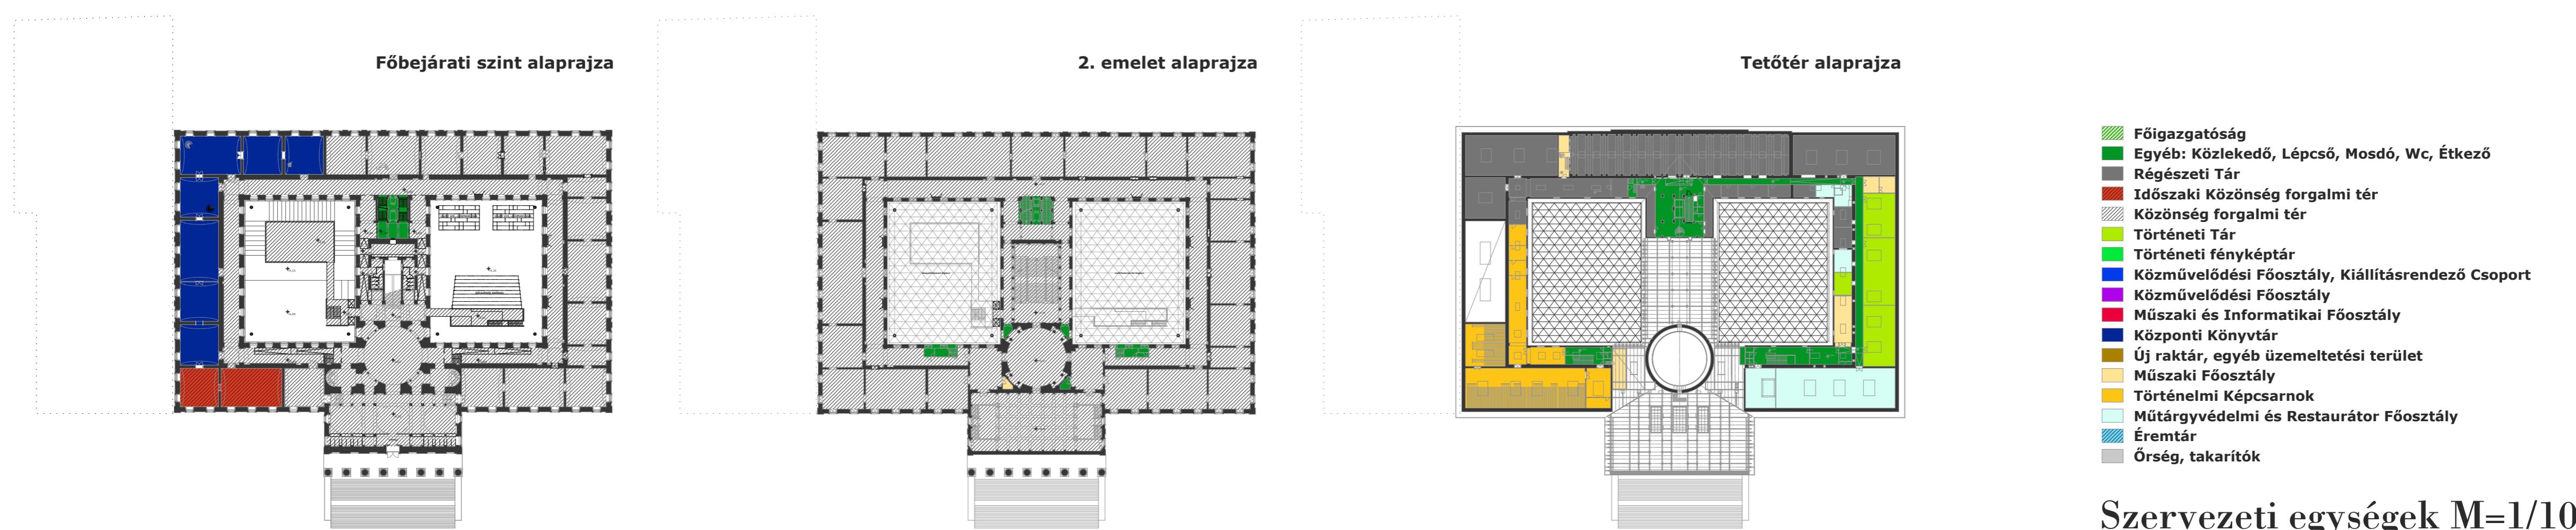 Főbejárati szint alaprajza
2. emelet alaprajza
Tetőtér alaprajza
Főigazgatóság
Egyéb: Közlekedő, Lépcső, Mosdó, Wc, Étkező
Régészeti Tár
Időszaki Közönség forgalmi tér
Közönség forgalmi tér
Történeti Tár
Történeti fényképtár
Közművelődési Főosztály, Kiállításrendező Csoport
Közművelődési Főosztály
Műszaki és Informatikai Főosztály
Központi Könyvtár
Új raktár, egyéb üzemeltetési terület
Műszaki Főosztály
Történelmi Képcsarnok
Műtárgyvédelmi és Restaurátor Főosztály
Éremtár
Őrség, takarítók
Szervezeti egységek M=1/10